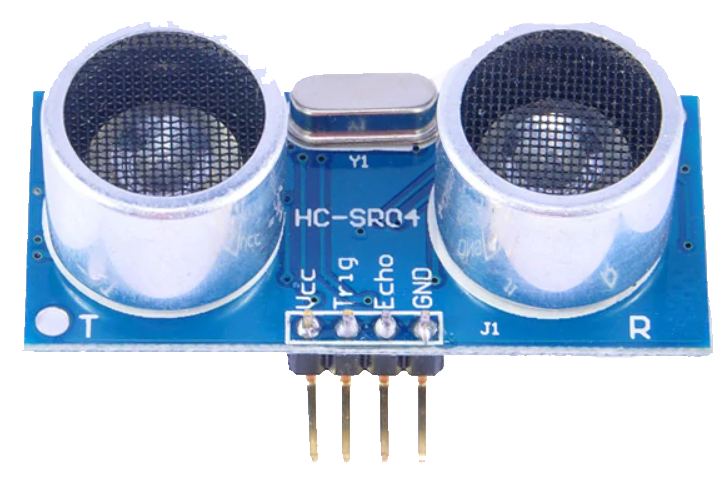 Y1
HC-SR04
Vcc
Trig
Echo
GND
T
J1
R